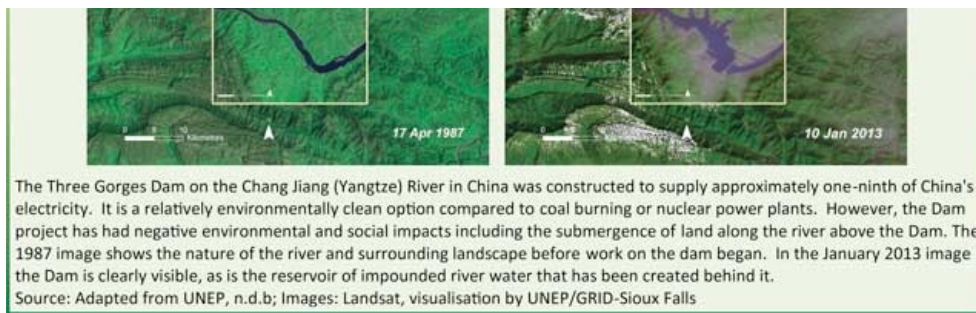 17 Apr 1987
10 Jan 2013
Kilometres
The Three Gorges Dam on the Chang Jiang (Yangtze) River in China was constructed to supply approximately one-ninth of China's
electricity. It is a relatively environmentally clean option compared to coal burning or nuclear power plants. However, the Dam
project has had negative environmental and social impacts including the submergence of land along the river above the Dam. The
1987 image shows the nature of the river and surrounding landscape before work on the dam began. In the January 2013 image
the Dam is clearly visible, as is the reservoir of impounded river water that has been created behind it.
Source: Adapted from UNEP, n.d.b; Images: Landsat, visualisation by UNEP/GRID-Sioux Falls